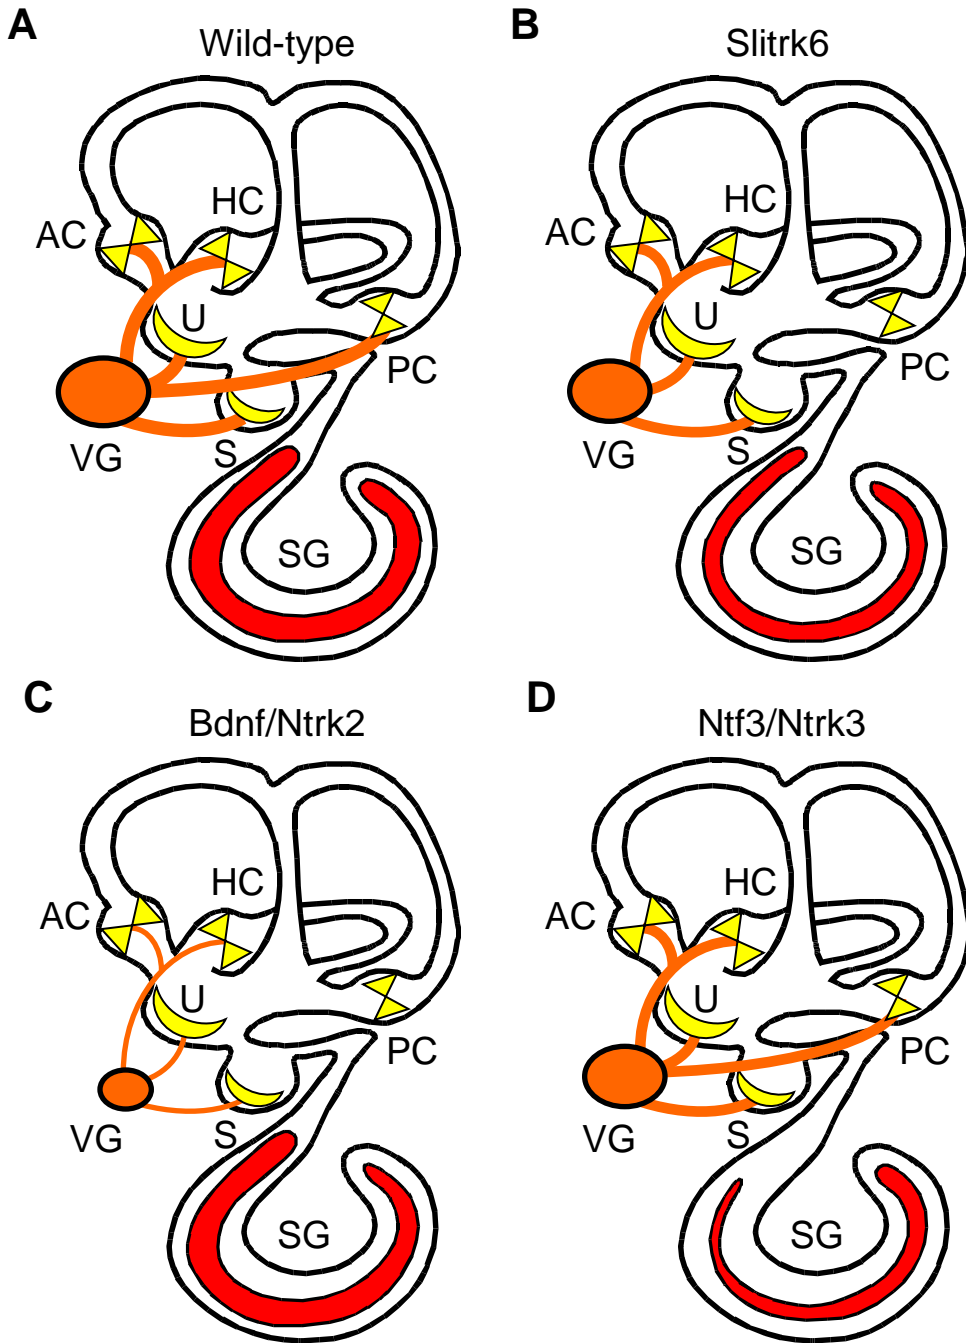 A
Wild-type
HC
AC
U
PC
VG
S
SG
B
Slitrk6
HC
AC
U
PC
VG
S
SG
C
Bdnf/Ntrk2
HC
AC
U
PC
VG
S
SG
D
Ntf3/Ntrk3
HC
AC
U
PC
VG
S
SG